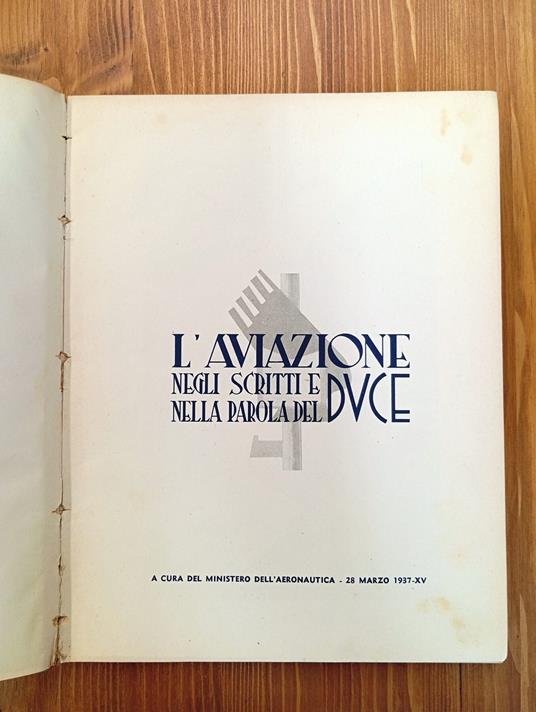 L'AVIAZIONE
NEGLI SCRITTI E
NELLA PAROLA DEL DVCE
A CURA DEL MINISTERO DELL'AERONAUTICA - 28 MARZO 1937-XV